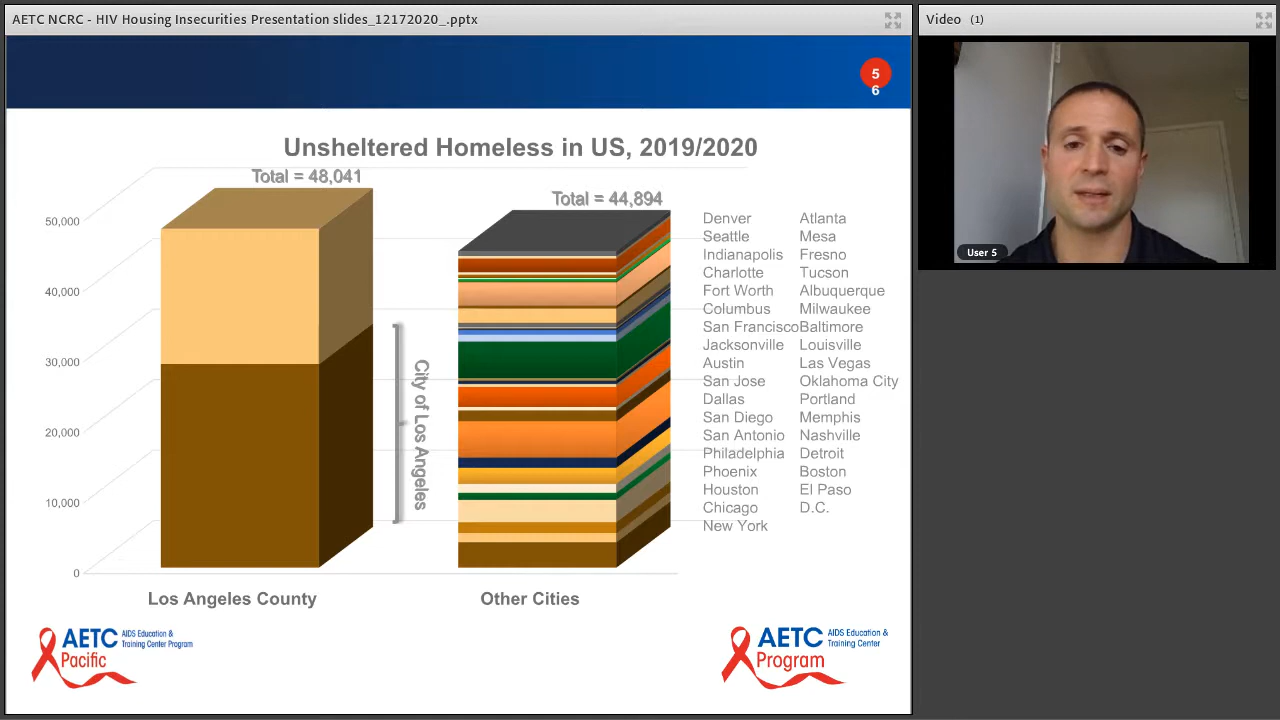 AETC NCRC - HIV Housing Insecurities Presentation slides_12172020_.pptx
Video (1)
5
6
Unsheltered Homeless in US, 2019/2020
Total = 48,041
Total = 44,894
50,000
40,000
30,000
20,000
10,000
0
City of Los Angeles
Denver Atlanta
Seattle Mesa
Indianapolis Fresno
Charlotte Tucson
Fort Worth Albuquerque
Columbus Milwaukee
San Francisco Baltimore
Jacksonville Louisville
Austin Las Vegas
San Jose Oklahoma City
Dallas Portland
San Diego Memphis
San Antonio Nashville
Philadelphia Detroit
Phoenix Boston
Houston El Paso
Chicago D.C.
New York
Los Angeles County
Other Cities
AETC AIDS Education &
Training Center Program
Pacific
AETC AIDS Education &
Training Center
Program
User 5